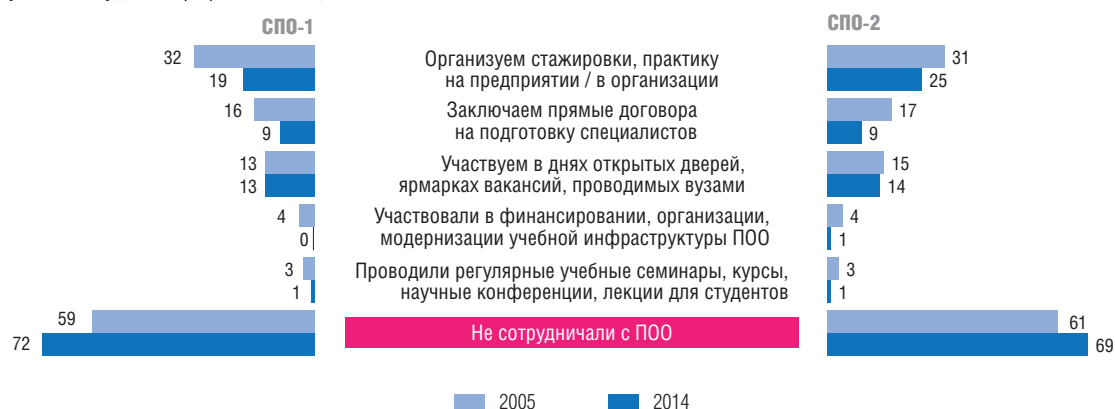 СПО-1
СПО-2
32
19
Организуем стажировки, практику
на предприятии / в организации
31
25
16
9
Заключаем прямые договора
на подготовку специалистов
17
9
13
13
Участвуем в днях открытых дверей,
ярмарках вакансий, проводимых вузами
15
14
4
0
Участвовали в финансировании, организации,
модернизации учебной инфраструктуры ПОО
4
1
3
1
Проводили регулярные учебные семинары, курсы,
научные конференции, лекции для студентов
3
1
59
72
Не сотрудничали с ПОО
61
69
2005
2014